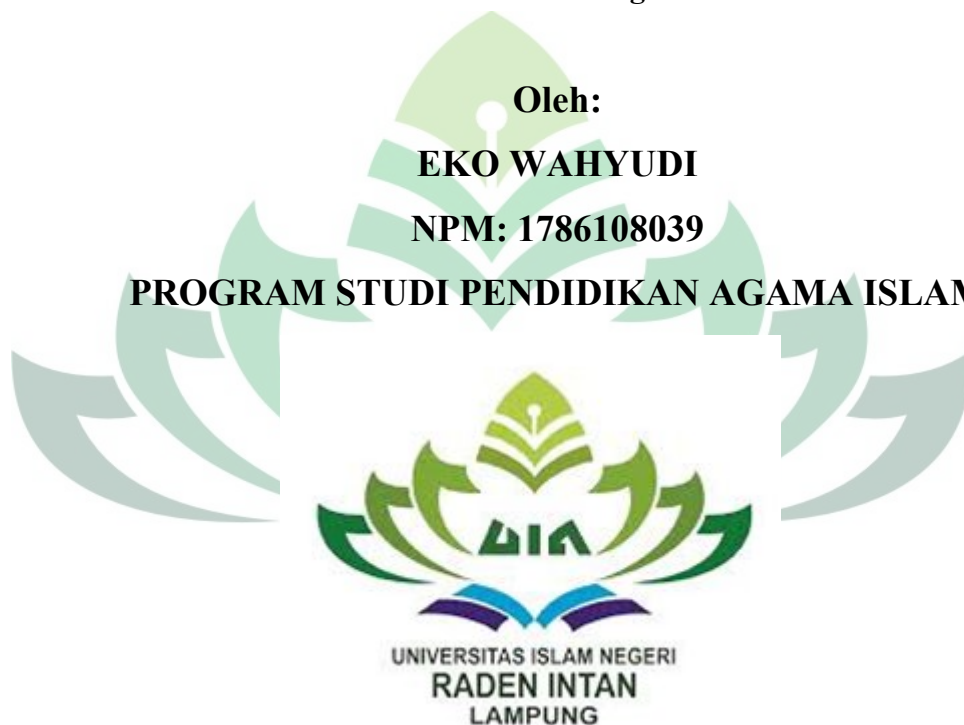 Oleh:
EKO WAHYUDI
NPM: 1786108039
PROGRAM STUDI PENDIDIKAN AGAMA ISLAM
UIN
UNIVERSITAS ISLAM NEGERI
RADEN INTAN
LAMPUNG